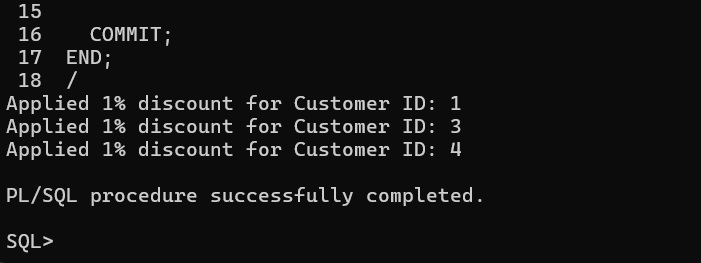 15
16    COMMIT;
17  END;
18  /
Applied 1% discount for Customer ID: 1
Applied 1% discount for Customer ID: 3
Applied 1% discount for Customer ID: 4
PL/SQL procedure successfully completed.
SQL>